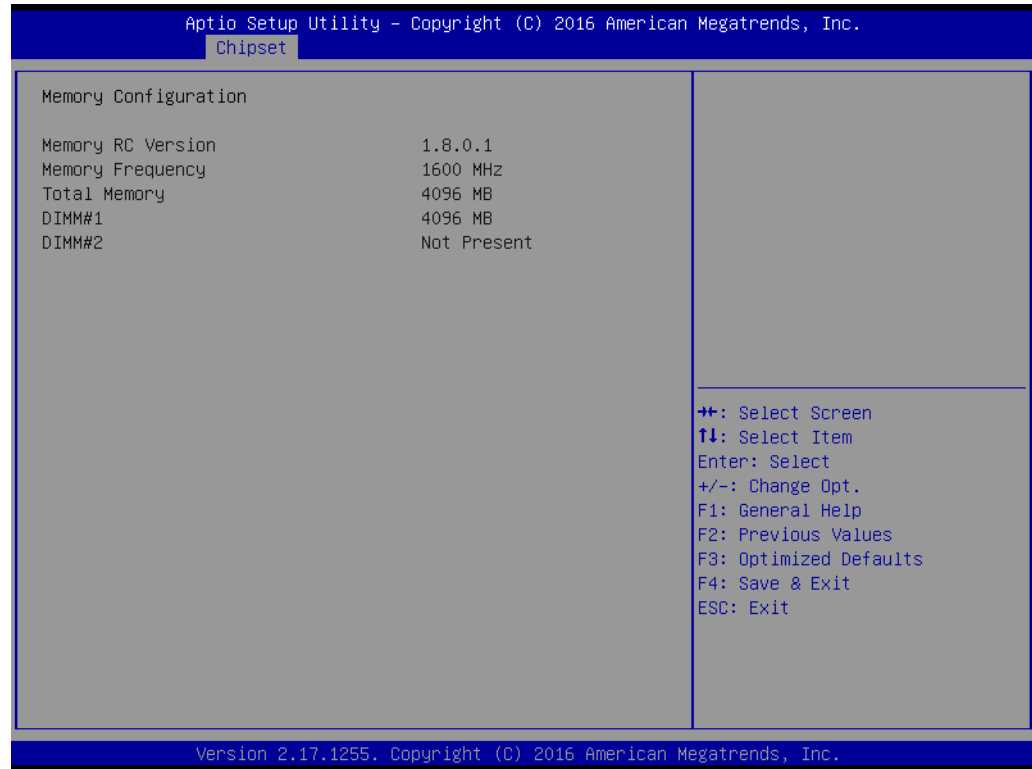 Aptio Setup Utility – Copyright (C) 2016 American Megatrends, Inc.
Chipset
Memory Configuration
Memory RC Version 1.8.0.1
Memory Frequency 1600 MHz
Total Memory 4096 MB
DIMM#1 4096 MB
DIMM#2 Not Present
→←: Select Screen
↑↓: Select Item
Enter: Select
+/-: Change Opt.
F1: General Help
F2: Previous Values
F3: Optimized Defaults
F4: Save & Exit
ESC: Exit
Version 2.17.1255. Copyright (C) 2016 American Megatrends, Inc.